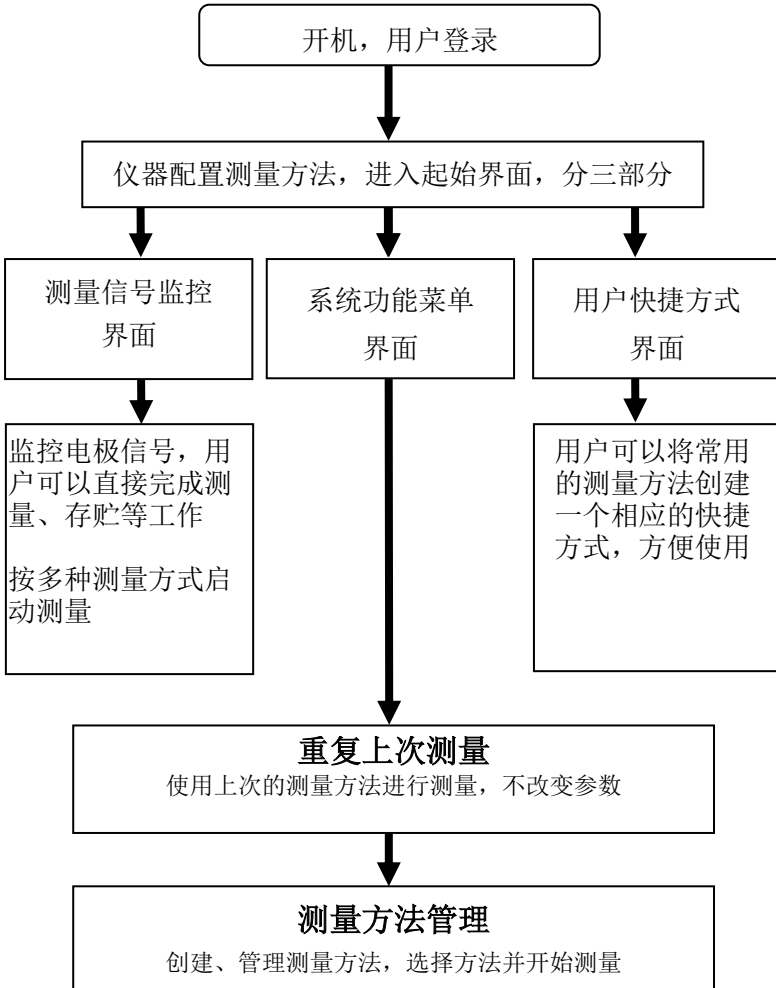 开机，用户登录
仪器配置测量方法，进入起始界面，分三部分
测量信号监控
界面
系统功能菜单
界面
用户快捷方式
界面
监控电极信号，用
户可以直接完成测
量、存贮等工作
按多种测量方式启
动测量
用户可以将常用
的测量方法创建
一个相应的快捷
方式，方便使用
重复上次测量
使用上次的测量方法进行测量，不改变参数
测量方法管理
创建、管理测量方法，选择方法并开始测量